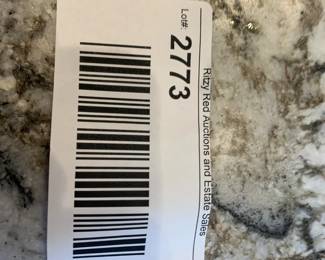 Ritzy Red Auctions and Estate Sales
Lot#:
2773